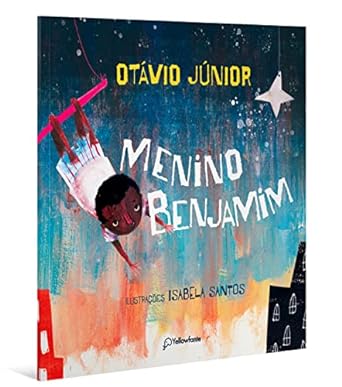 OTÁVIO JÚNIOR
MENINO
BENJAMIM
ILUSTRAÇÕES ISABELA SANTOS
Yellowfante